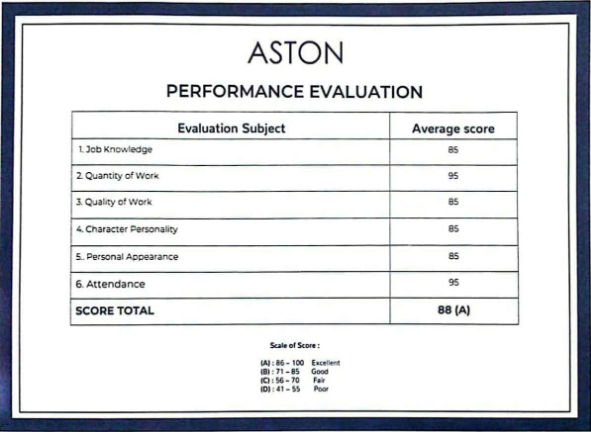 ASTON
PERFORMANCE EVALUATION
Evaluation Subject Average score
1. Job Knowledge 85
2. Quantity of Work 95
3. Quality of Work 85
4. Character Personality 85
5.. Personal Appearance 85
6. Attendance 95
SCORE TOTAL 88 (A)
Scale of Score :
(A) : 86 – 100 Excellent
(B) : 71 – 85 Good
(C) : 56 – 70 Fair
(D) : 41 – 55 Poor